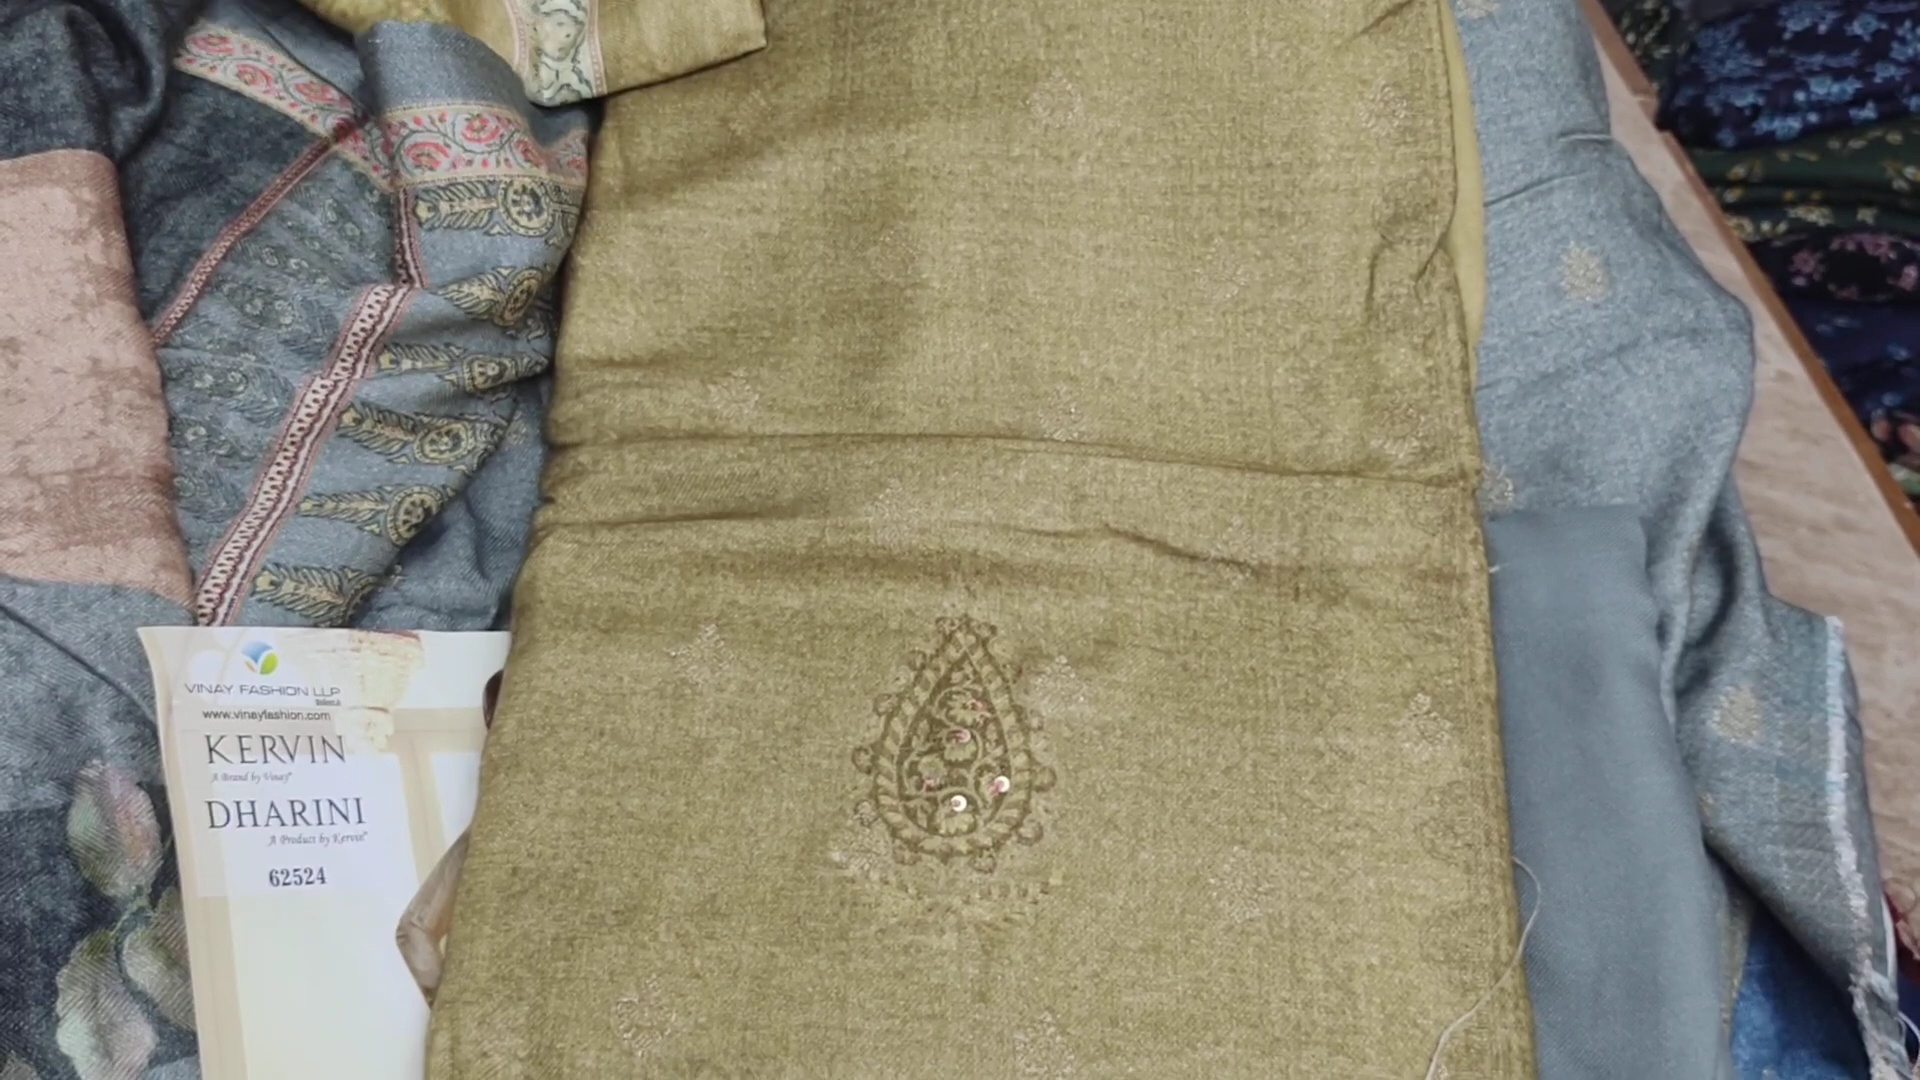 VINAY FASHION LLP
www.vinayfashion.com
KERVIN
A Brand by Vinay®
DHARINI
A Product by Kervin®
62524